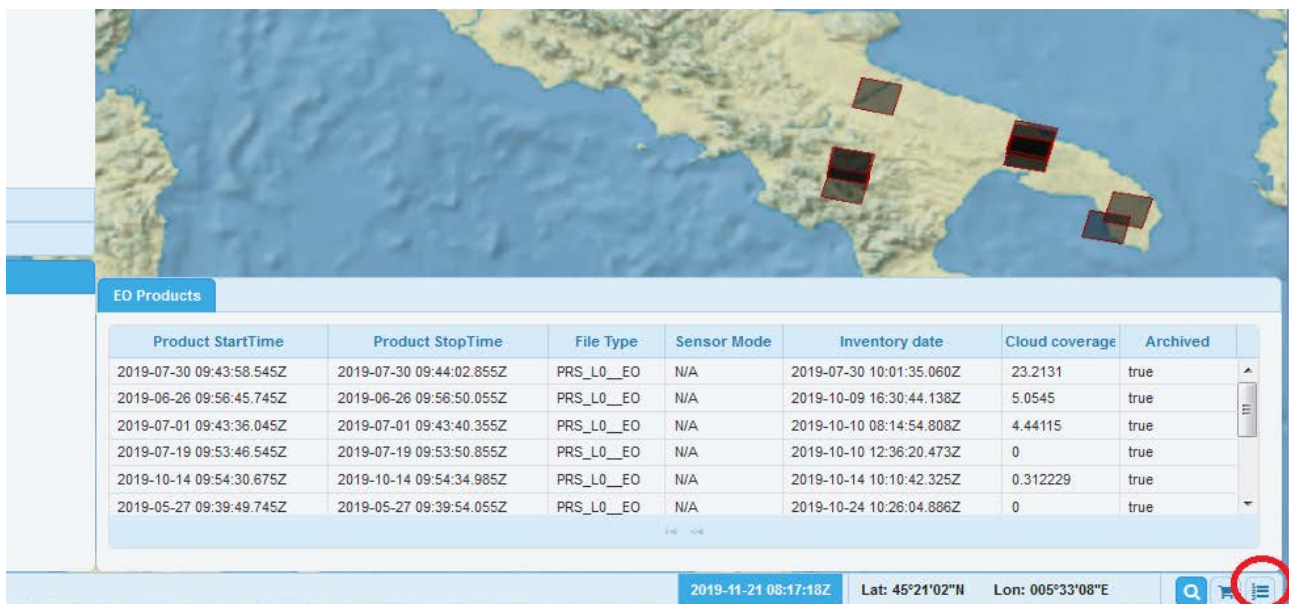 EO Products
Product StartTime Product StopTime File Type Sensor Mode Inventory date Cloud coverage Archived
2019-07-30 09:43:58.545Z 2019-07-30 09:44:02.855Z PRS_L0__EO N/A 2019-07-30 10:01:35.060Z 23.2131 true
2019-06-26 09:56:45.745Z 2019-06-26 09:56:50.055Z PRS_L0__EO N/A 2019-10-09 16:30:44.138Z 5.0545 true
2019-07-01 09:43:36.045Z 2019-07-01 09:43:40.355Z PRS_L0__EO N/A 2019-10-10 08:14:54.808Z 4.44115 true
2019-07-19 09:53:46.545Z 2019-07-19 09:53:50.855Z PRS_L0__EO N/A 2019-10-10 12:36:20.473Z 0 true
2019-10-14 09:54:30.675Z 2019-10-14 09:54:34.985Z PRS_L0__EO N/A 2019-10-14 10:10:42.325Z 0.312229 true
2019-05-27 09:39:49.745Z 2019-05-27 09:39:54.055Z PRS_L0__EO N/A 2019-10-24 10:26:04.886Z 0 true
2019-11-21 08:17:18Z Lat: 45°21'02"N Lon: 005°33'08"E